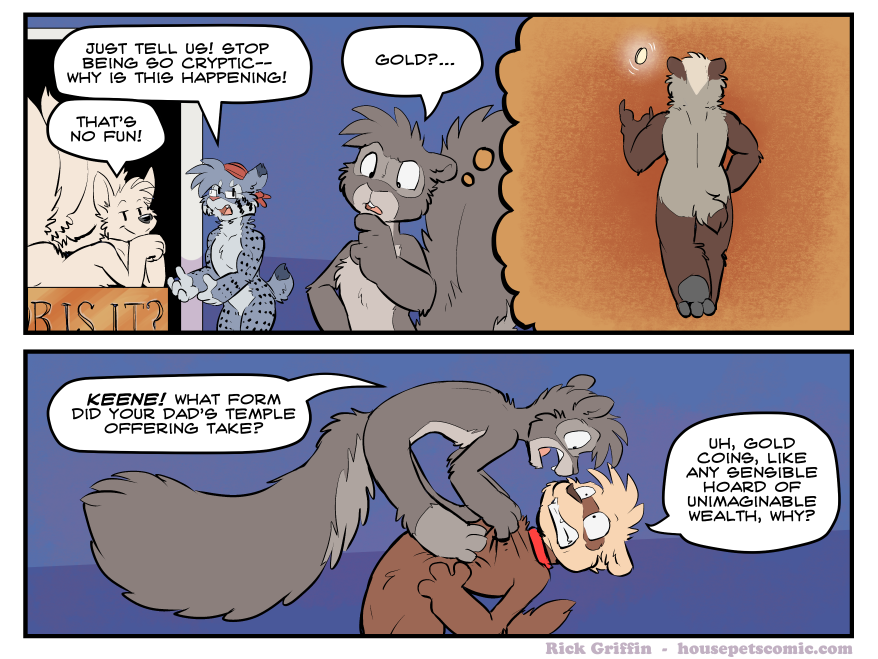 JUST TELL US! STOP
BEING SO CRYPTIC--
WHY IS THIS HAPPENING!
THAT'S
NO FUN!
GOLD?...
R IS IT?
KEENE! WHAT FORM
DID YOUR DAD'S TEMPLE
OFFERING TAKE?
UH, GOLD
COINS, LIKE
ANY SENSIBLE
HOARD OF
UNIMAGINABLE
WEALTH, WHY?
Rick Griffin - housepetscomic.com